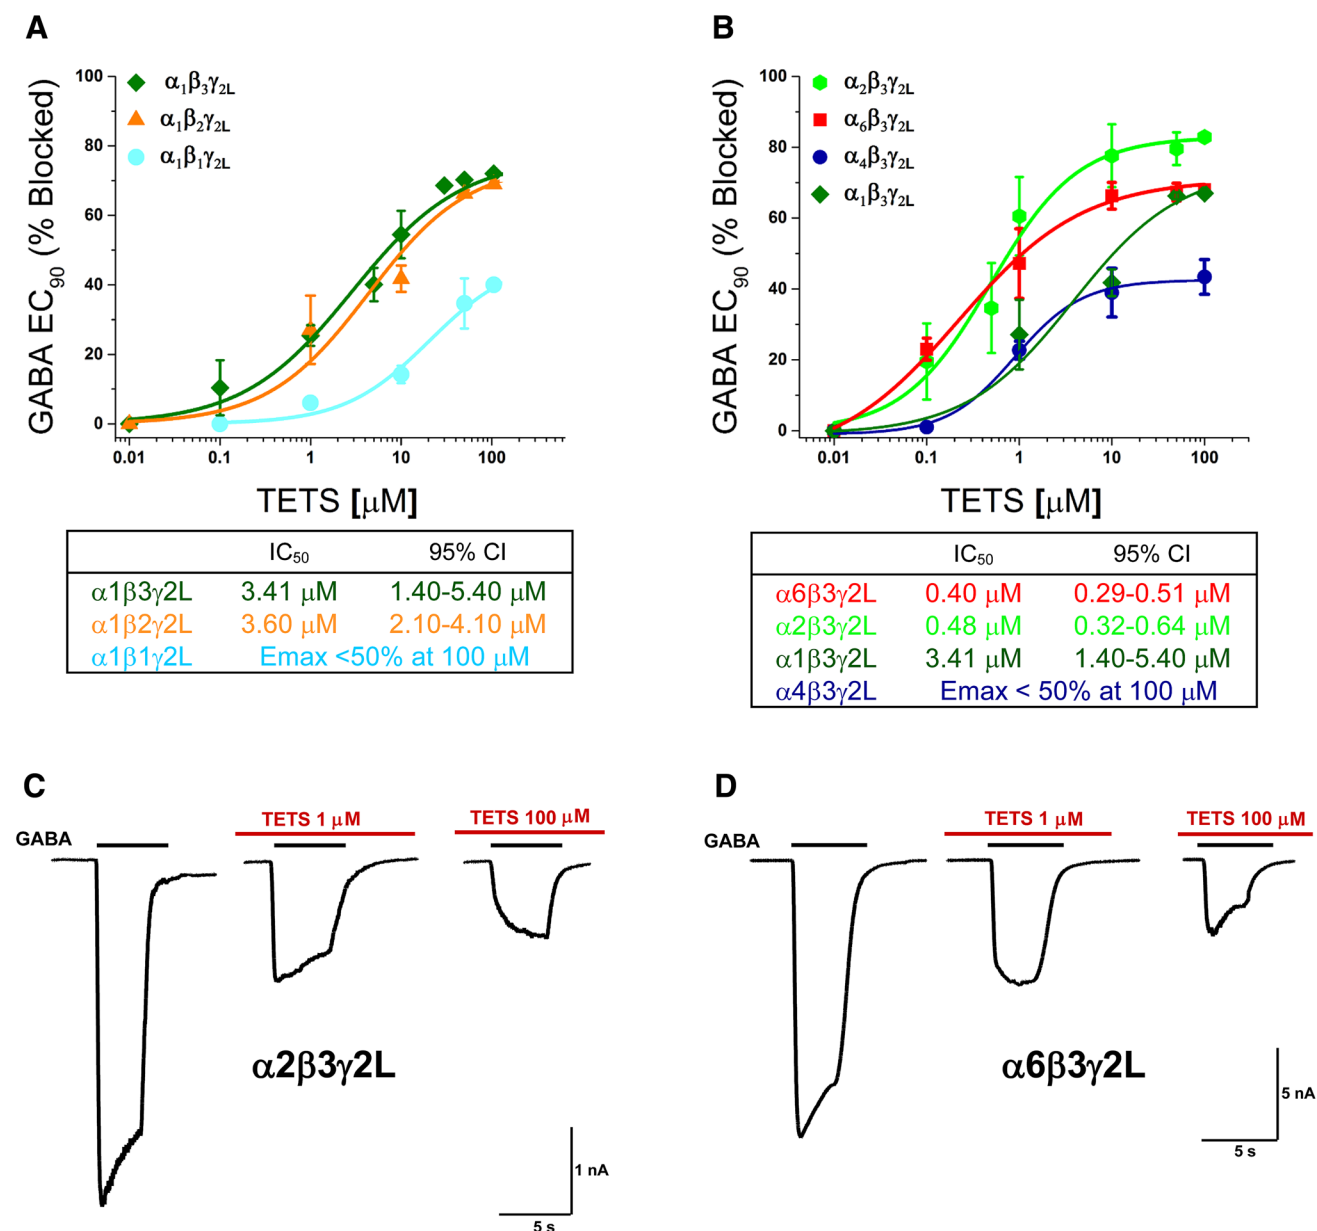 A
GABA EC90 (% Blocked)
100
80
60
40
20
0
α1β3γ2L
α1β2γ2L
α1β1γ2L
0.01 0.1 1 10 100
TETS [μM]
IC50 95% CI
α1β3γ2L 3.41 μM 1.40-5.40 μM
α1β2γ2L 3.60 μM 2.10-4.10 μM
α1β1γ2L Emax <50% at 100 μM
B
GABA EC90 (% Blocked)
100
80
60
40
20
0
α2β3γ2L
α6β3γ2L
α4β3γ2L
α1β3γ2L
0.01 0.1 1 10 100
TETS [μM]
IC50 95% CI
α6β3γ2L 0.40 μM 0.29-0.51 μM
α2β3γ2L 0.48 μM 0.32-0.64 μM
α1β3γ2L 3.41 μM 1.40-5.40 μM
α4β3γ2L Emax < 50% at 100 μM
C
GABA
TETS 1 μM
TETS 100 μM
α2β3γ2L
1 nA
5 s
D
GABA
TETS 1 μM
TETS 100 μM
α6β3γ2L
5 nA
5 s